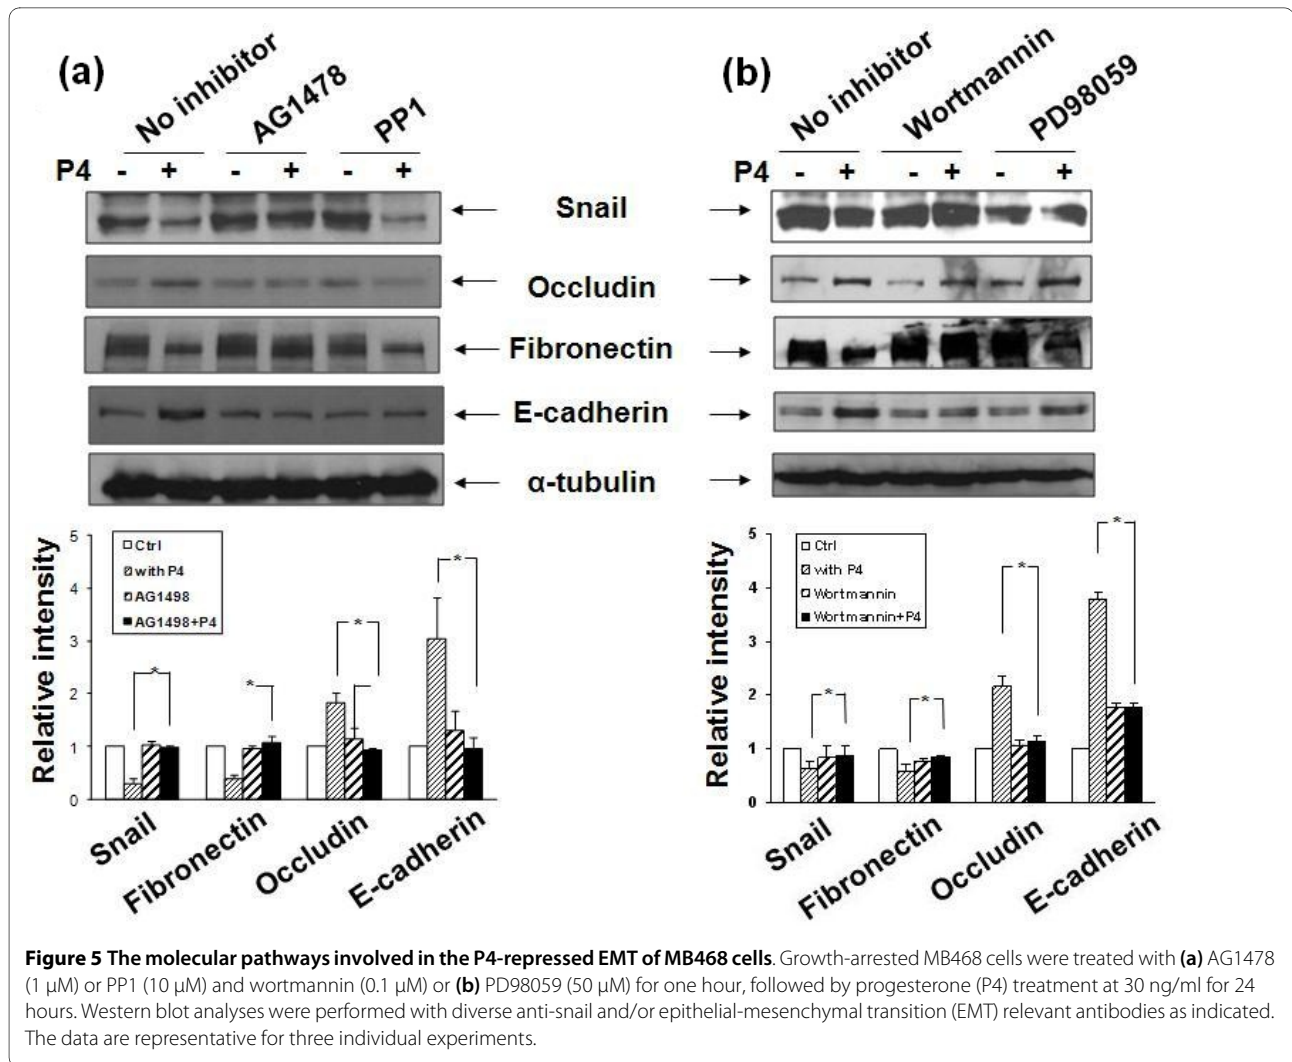 (a)
No inhibitor
AG1478
PP1
P4 - + - + - +
(b)
No inhibitor
Wortmannin
PD98059
P4 - + - + - +
Snail
Occludin
Fibronectin
E-cadherin
α-tubulin
Relative intensity
5
4
3
2
1
0
Ctrl
with P4
AG1498
AG1498+P4
*
*
*
*
Snail
Fibronectin
Occludin
E-cadherin
Relative intensity
5
4
3
2
1
0
Ctrl
with P4
Wortmannin
Wortmannin+P4
*
*
*
*
Snail
Fibronectin
Occludin
E-cadherin
Figure 5 The molecular pathways involved in the P4-repressed EMT of MB468 cells. Growth-arrested MB468 cells were treated with (a) AG1478
(1 μM) or PP1 (10 μM) and wortmannin (0.1 μM) or (b) PD98059 (50 μM) for one hour, followed by progesterone (P4) treatment at 30 ng/ml for 24
hours. Western blot analyses were performed with diverse anti-snail and/or epithelial-mesenchymal transition (EMT) relevant antibodies as indicated.
The data are representative for three individual experiments.